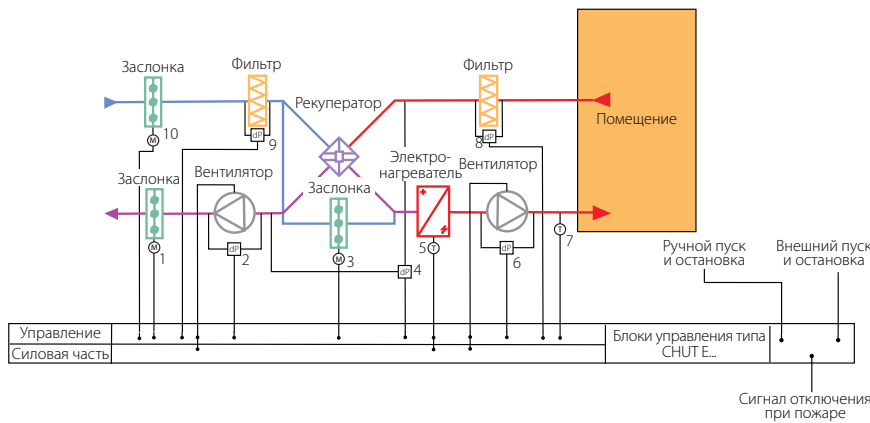 Заслонка
Фильтр
Рекуператор
Фильтр
Помещение
M
10
dP
9
dP
8
Заслонка
Вентилятор
Заслонка
Электро-
нагреватель
Вентилятор
M
1
dP
2
M
3
dP
4
T
5
dP
6
T
7
Ручной пуск
и остановка
Внешний пуск
и остановка
Управление
Силовая часть
Блоки управления типа
CHUT E...
Сигнал отключения
при пожаре